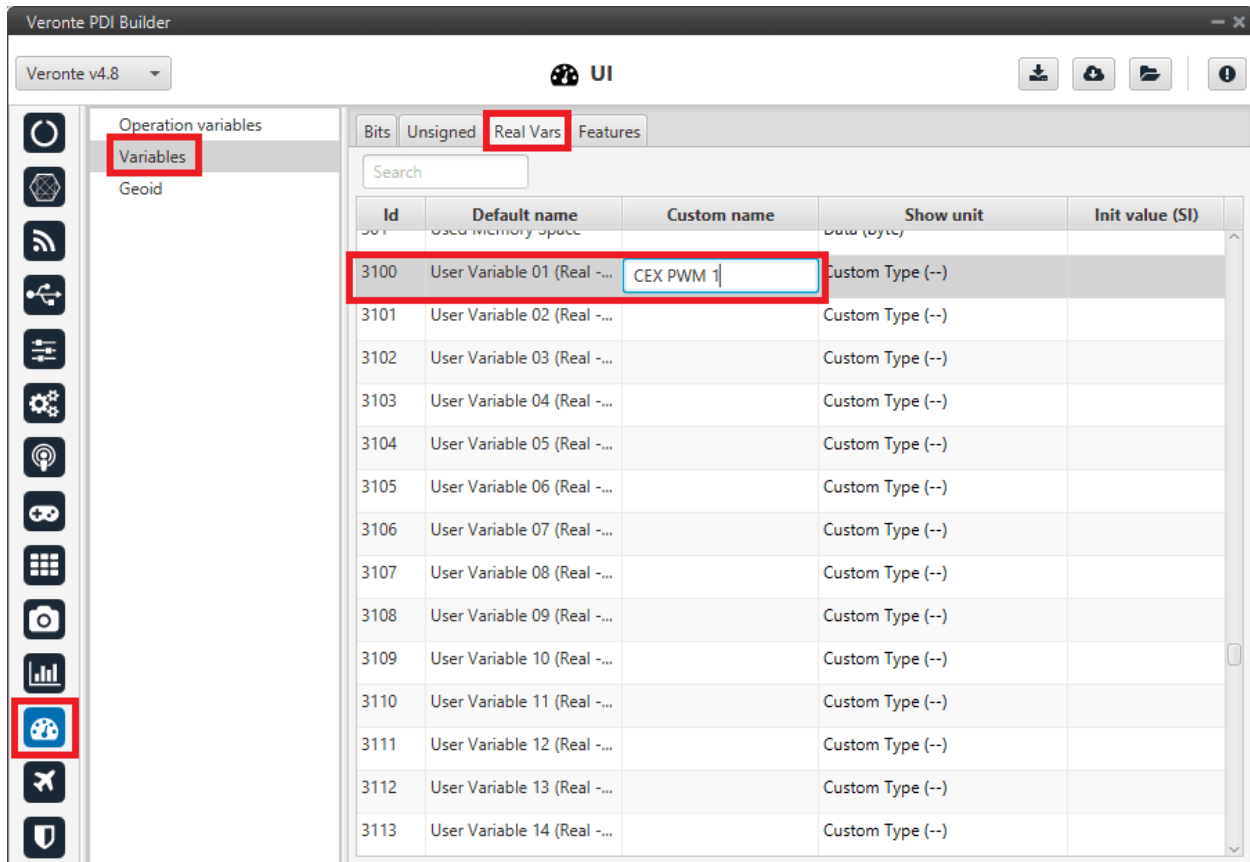 Veronte PDI Builder
Veronte v4.8
UI
Operation variables
Variables
Geoid
Bits Unsigned Real Vars Features
Search
Id Default name Custom name Show unit Init value (SI)
Used Memory Space Data (Byte)
3100 User Variable 01 (Real -... CEX PWM 1 Custom Type (--)
3101 User Variable 02 (Real -... Custom Type (--)
3102 User Variable 03 (Real -... Custom Type (--)
3103 User Variable 04 (Real -... Custom Type (--)
3104 User Variable 05 (Real -... Custom Type (--)
3105 User Variable 06 (Real -... Custom Type (--)
3106 User Variable 07 (Real -... Custom Type (--)
3107 User Variable 08 (Real -... Custom Type (--)
3108 User Variable 09 (Real -... Custom Type (--)
3109 User Variable 10 (Real -... Custom Type (--)
3110 User Variable 11 (Real -... Custom Type (--)
3111 User Variable 12 (Real -... Custom Type (--)
3112 User Variable 13 (Real -... Custom Type (--)
3113 User Variable 14 (Real -... Custom Type (--)